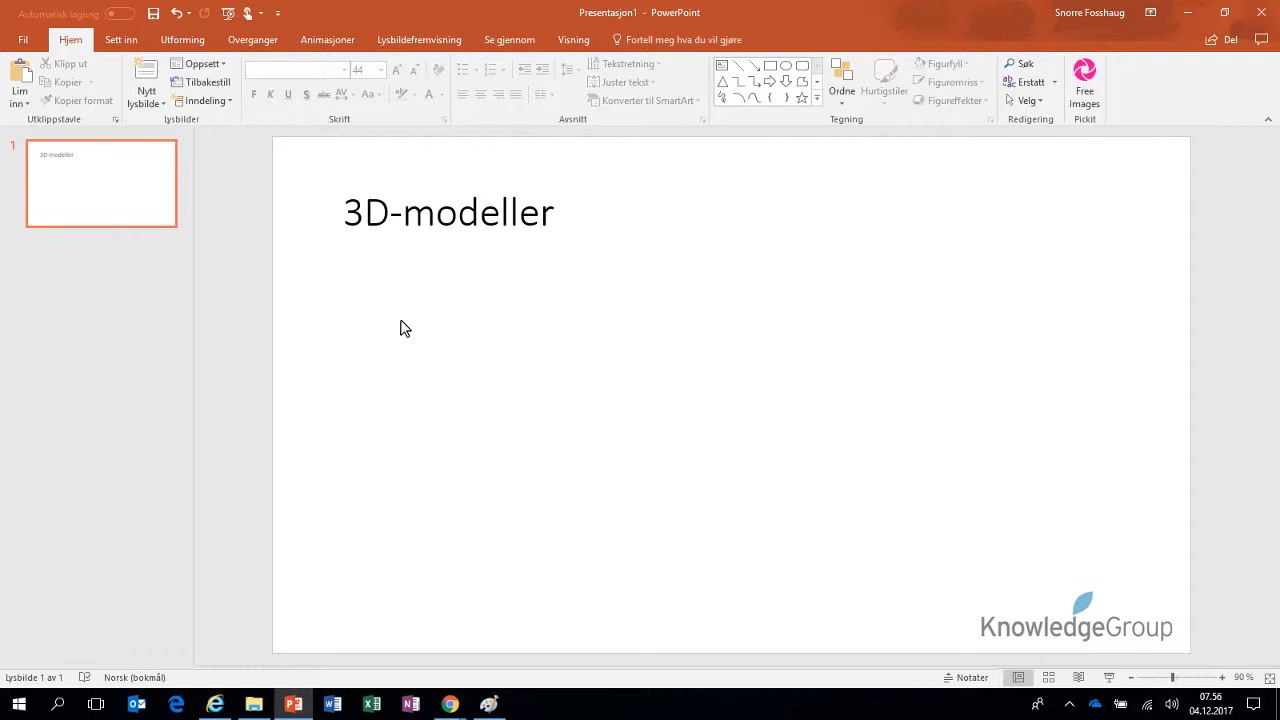 Automatisk lagring
Presentasjon1 - PowerPoint
Snorre Fosshaug
Fil Hjem Sett inn Utforming Overganger Animasjoner Lysbildefremvisning Se gjennom Visning Fortell meg hva du vil gjøre Del
Lim inn
Klipp ut
Kopier
Kopier format
Utklippstavle
Nytt lysbilde
Oppsett
Tilbakestill
Inndeling
lysbilder
44
F K U S abc AV Aa A
Skrift
Tekstretning
Juster tekst
Konverter til SmartArt
Avsnitt
Ordne
Hurtigstiler
Figurfyll
Figuromriss
Figureffekter
Tegning
Søk
Erstatt
Velg
Redigering
Free Images
Pickit
1
3D-modeller
3D-modeller
KnowledgeGroup
Lysbilde 1 av 1 Norsk (bokmål) Notater 90 %
07.56
04.12.2017